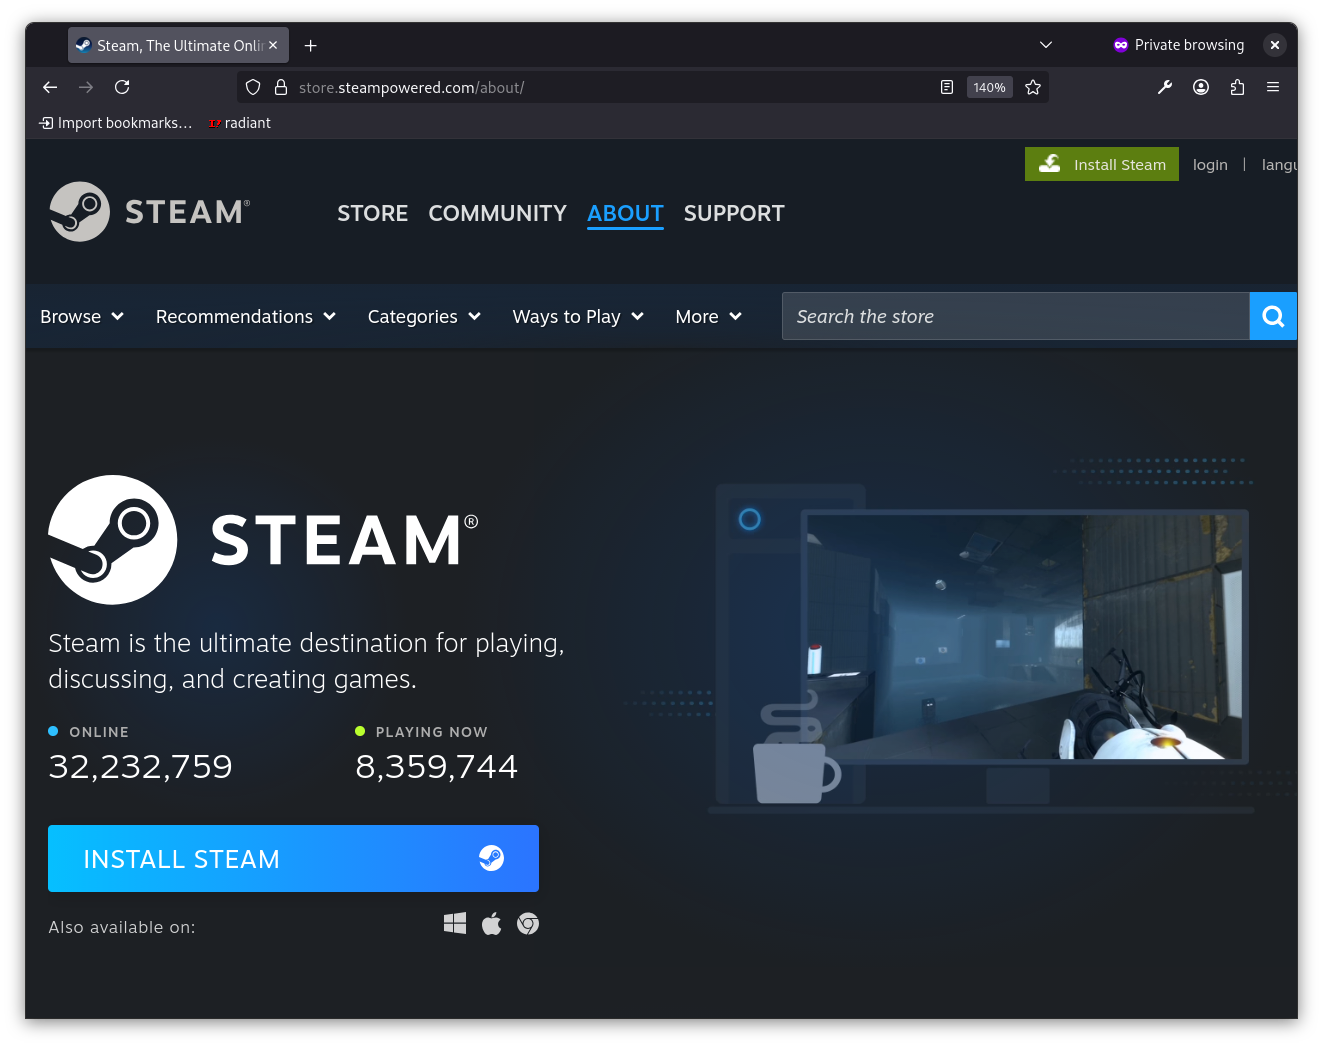 Steam, The Ultimate Onli
Private browsing
store.steampowered.com/about/
140%
Import bookmarks...
radiant
Install Steam
login | langu
STEAM®
STORE COMMUNITY ABOUT SUPPORT
Browse Recommendations Categories Ways to Play More
Search the store
STEAM®
Steam is the ultimate destination for playing,
discussing, and creating games.
ONLINE PLAYING NOW
32,232,759 8,359,744
INSTALL STEAM
Also available on: